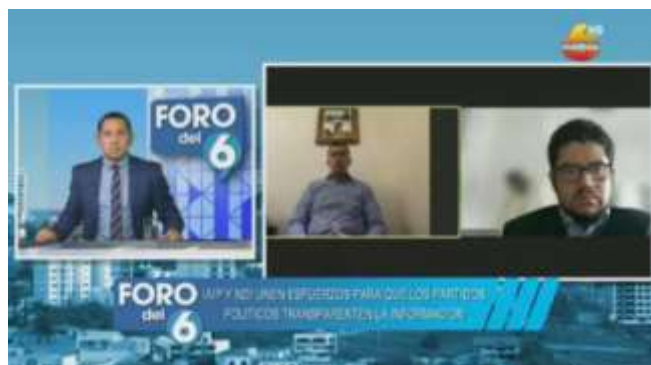 FORO
del
6
FORO
del
6
Y NDI UNEN ESFUERZOS PARA QUE LOS PARTIDOS
POLITICOS TRANSPARENTEN LA INFORMACION